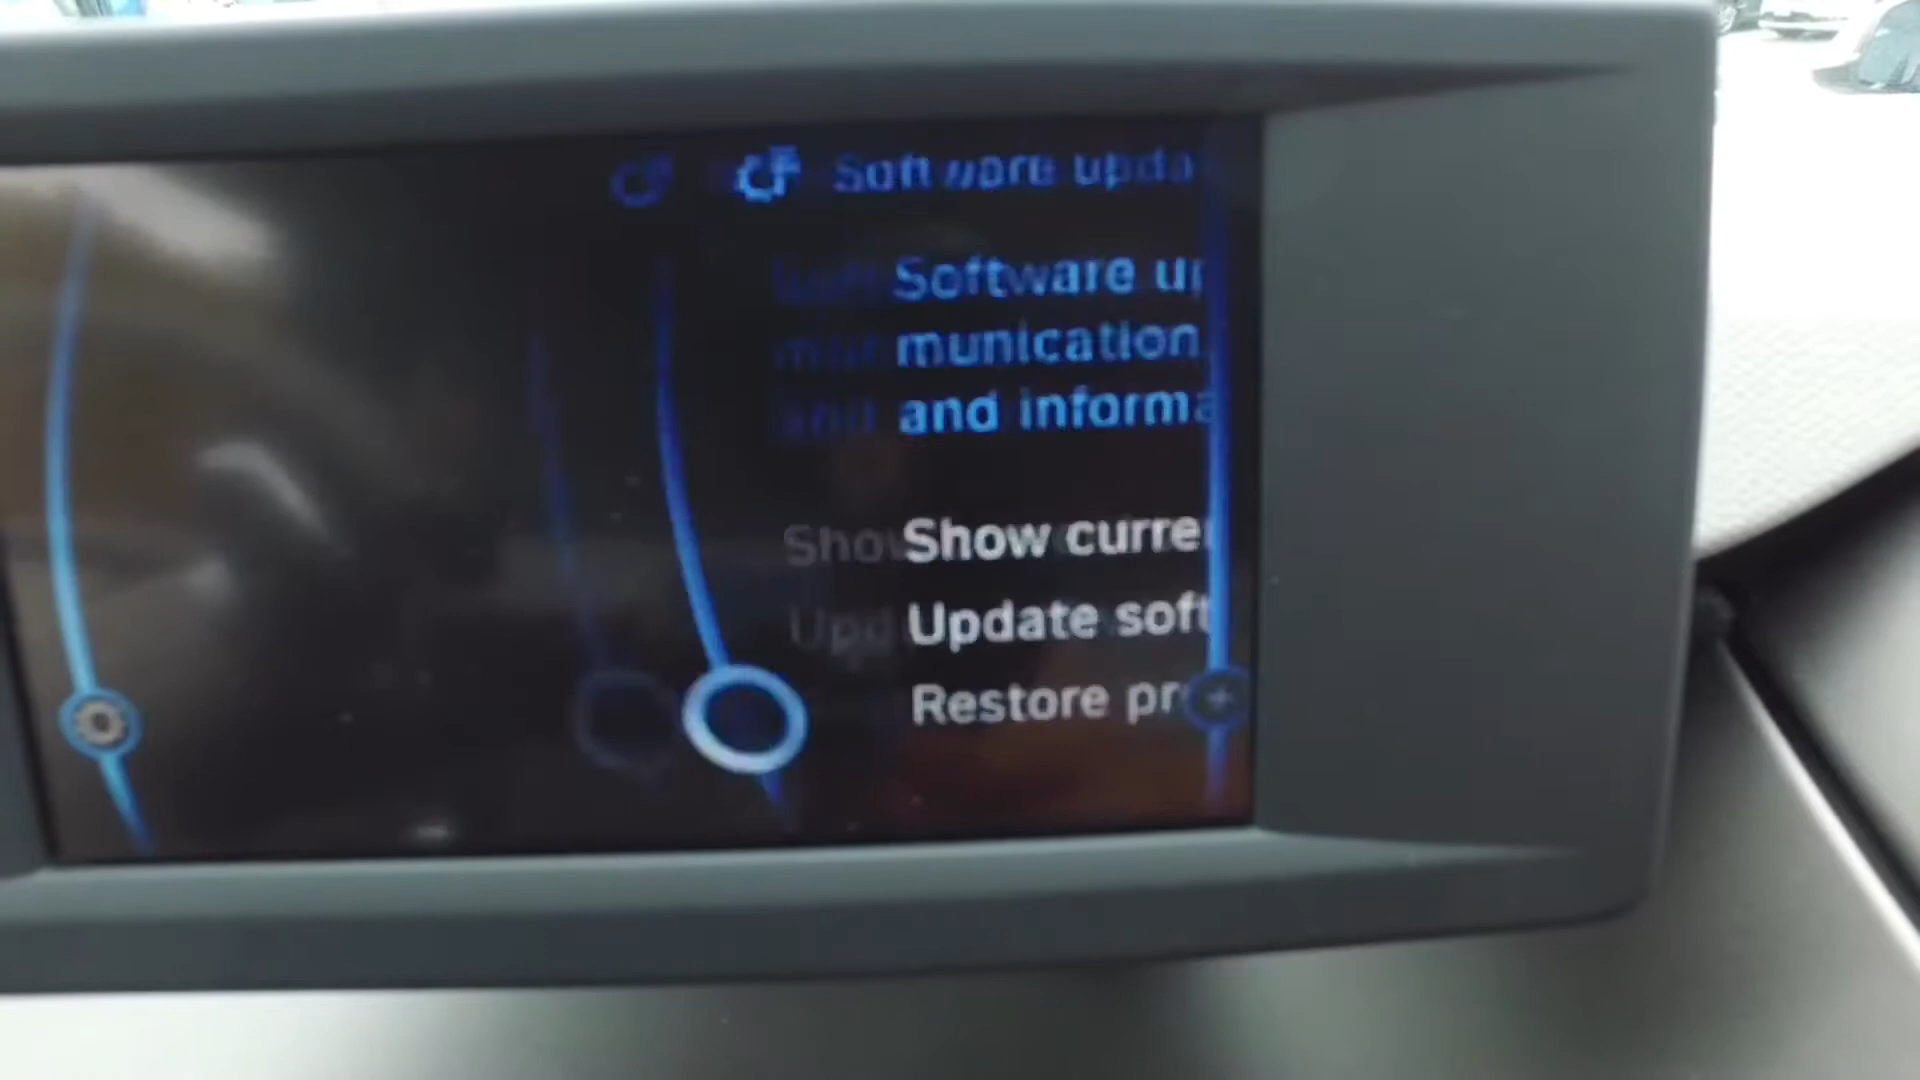 Software upda
Software up
munication
and informa
Show curre
Update soft
Restore pr